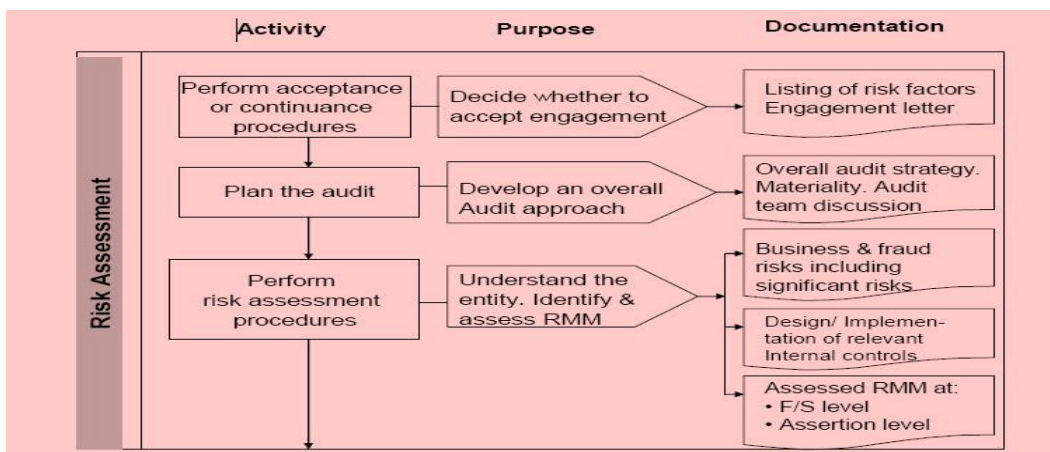 Activity
Purpose
Documentation
Risk Assessment
Perform acceptance
or continuance
procedures
Decide whether to
accept engagement
Listing of risk factors
Engagement letter
Plan the audit
Develop an overall
Audit approach
Overall audit strategy.
Materiality. Audit
team discussion
Perform
risk assessment
procedures
Understand the
entity. Identify &
assess RMM
Business & fraud
risks including
significant risks
Design/ Implemen-
tation of relevant
Internal controls
Assessed RMM at:
• F/S level
• Assertion level